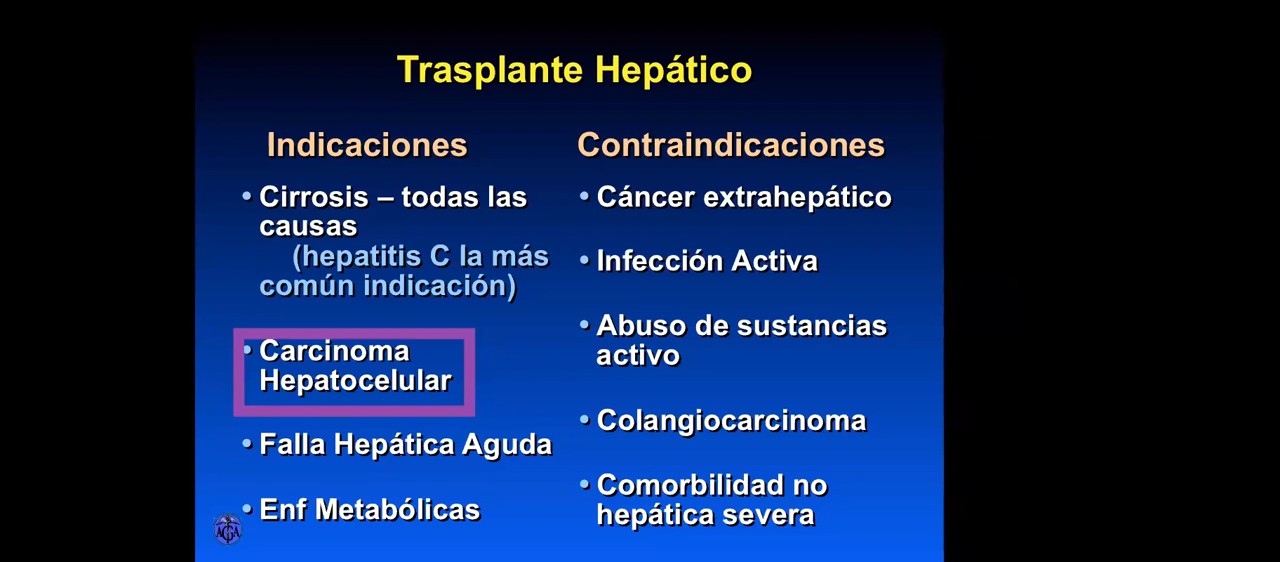 Trasplante Hepático
Indicaciones
• Cirrosis – todas las
causas
(hepatitis C la más
común indicación)
• Carcinoma
Hepatocelular
• Falla Hepática Aguda
• Enf Metabólicas
AGA
Contraindicaciones
• Cáncer extrahepático
• Infección Activa
• Abuso de sustancias
activo
• Colangiocarcinoma
• Comorbilidad no
hepática severa